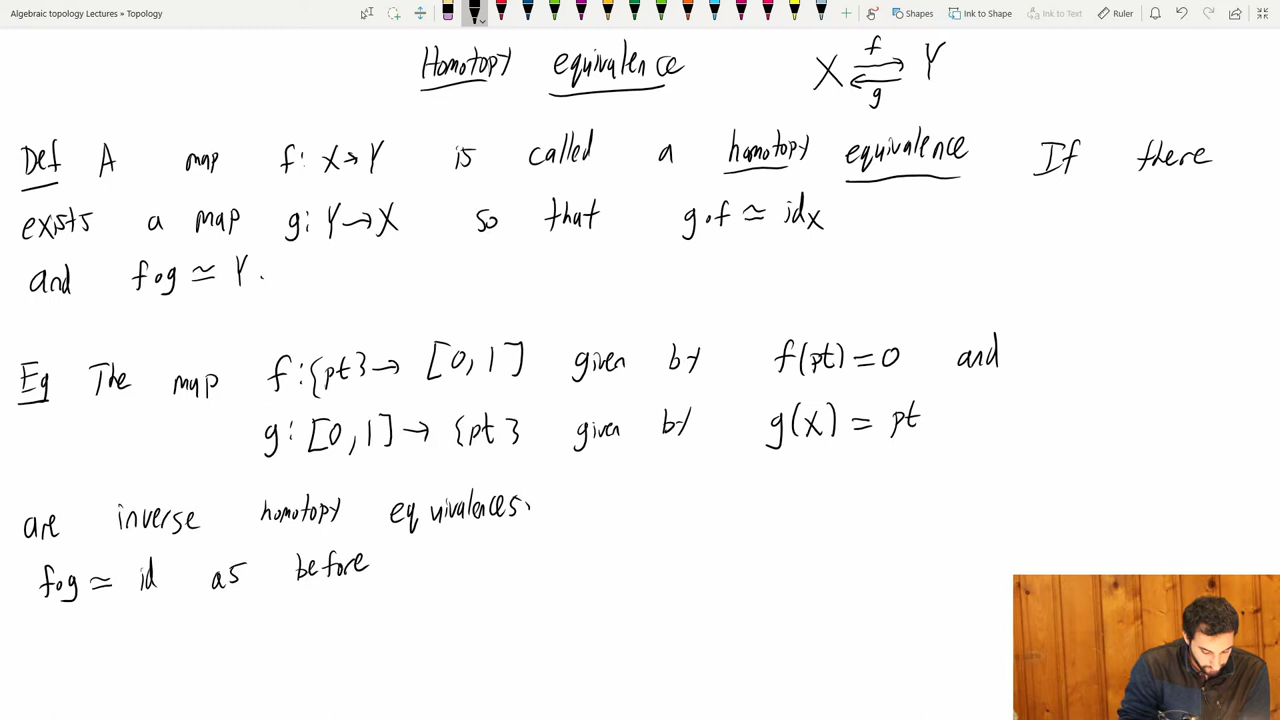 Algebraic topology Lectures » Topology
Shapes Ink to Shape Ink to Text Ruler
Homotopy equivalence X f Y
g
Def A map f: X→Y is called a homotopy equivalence If there
exists a map g: Y→X so that g∘f ≃ idX
and f∘g ≃ Y.
Eg The map f: {pt} → [0,1] given by f(pt)=0 and
g: [0,1] → {pt} given by g(x) = pt
are inverse homotopy equivalences.
f∘g ≃ id as before